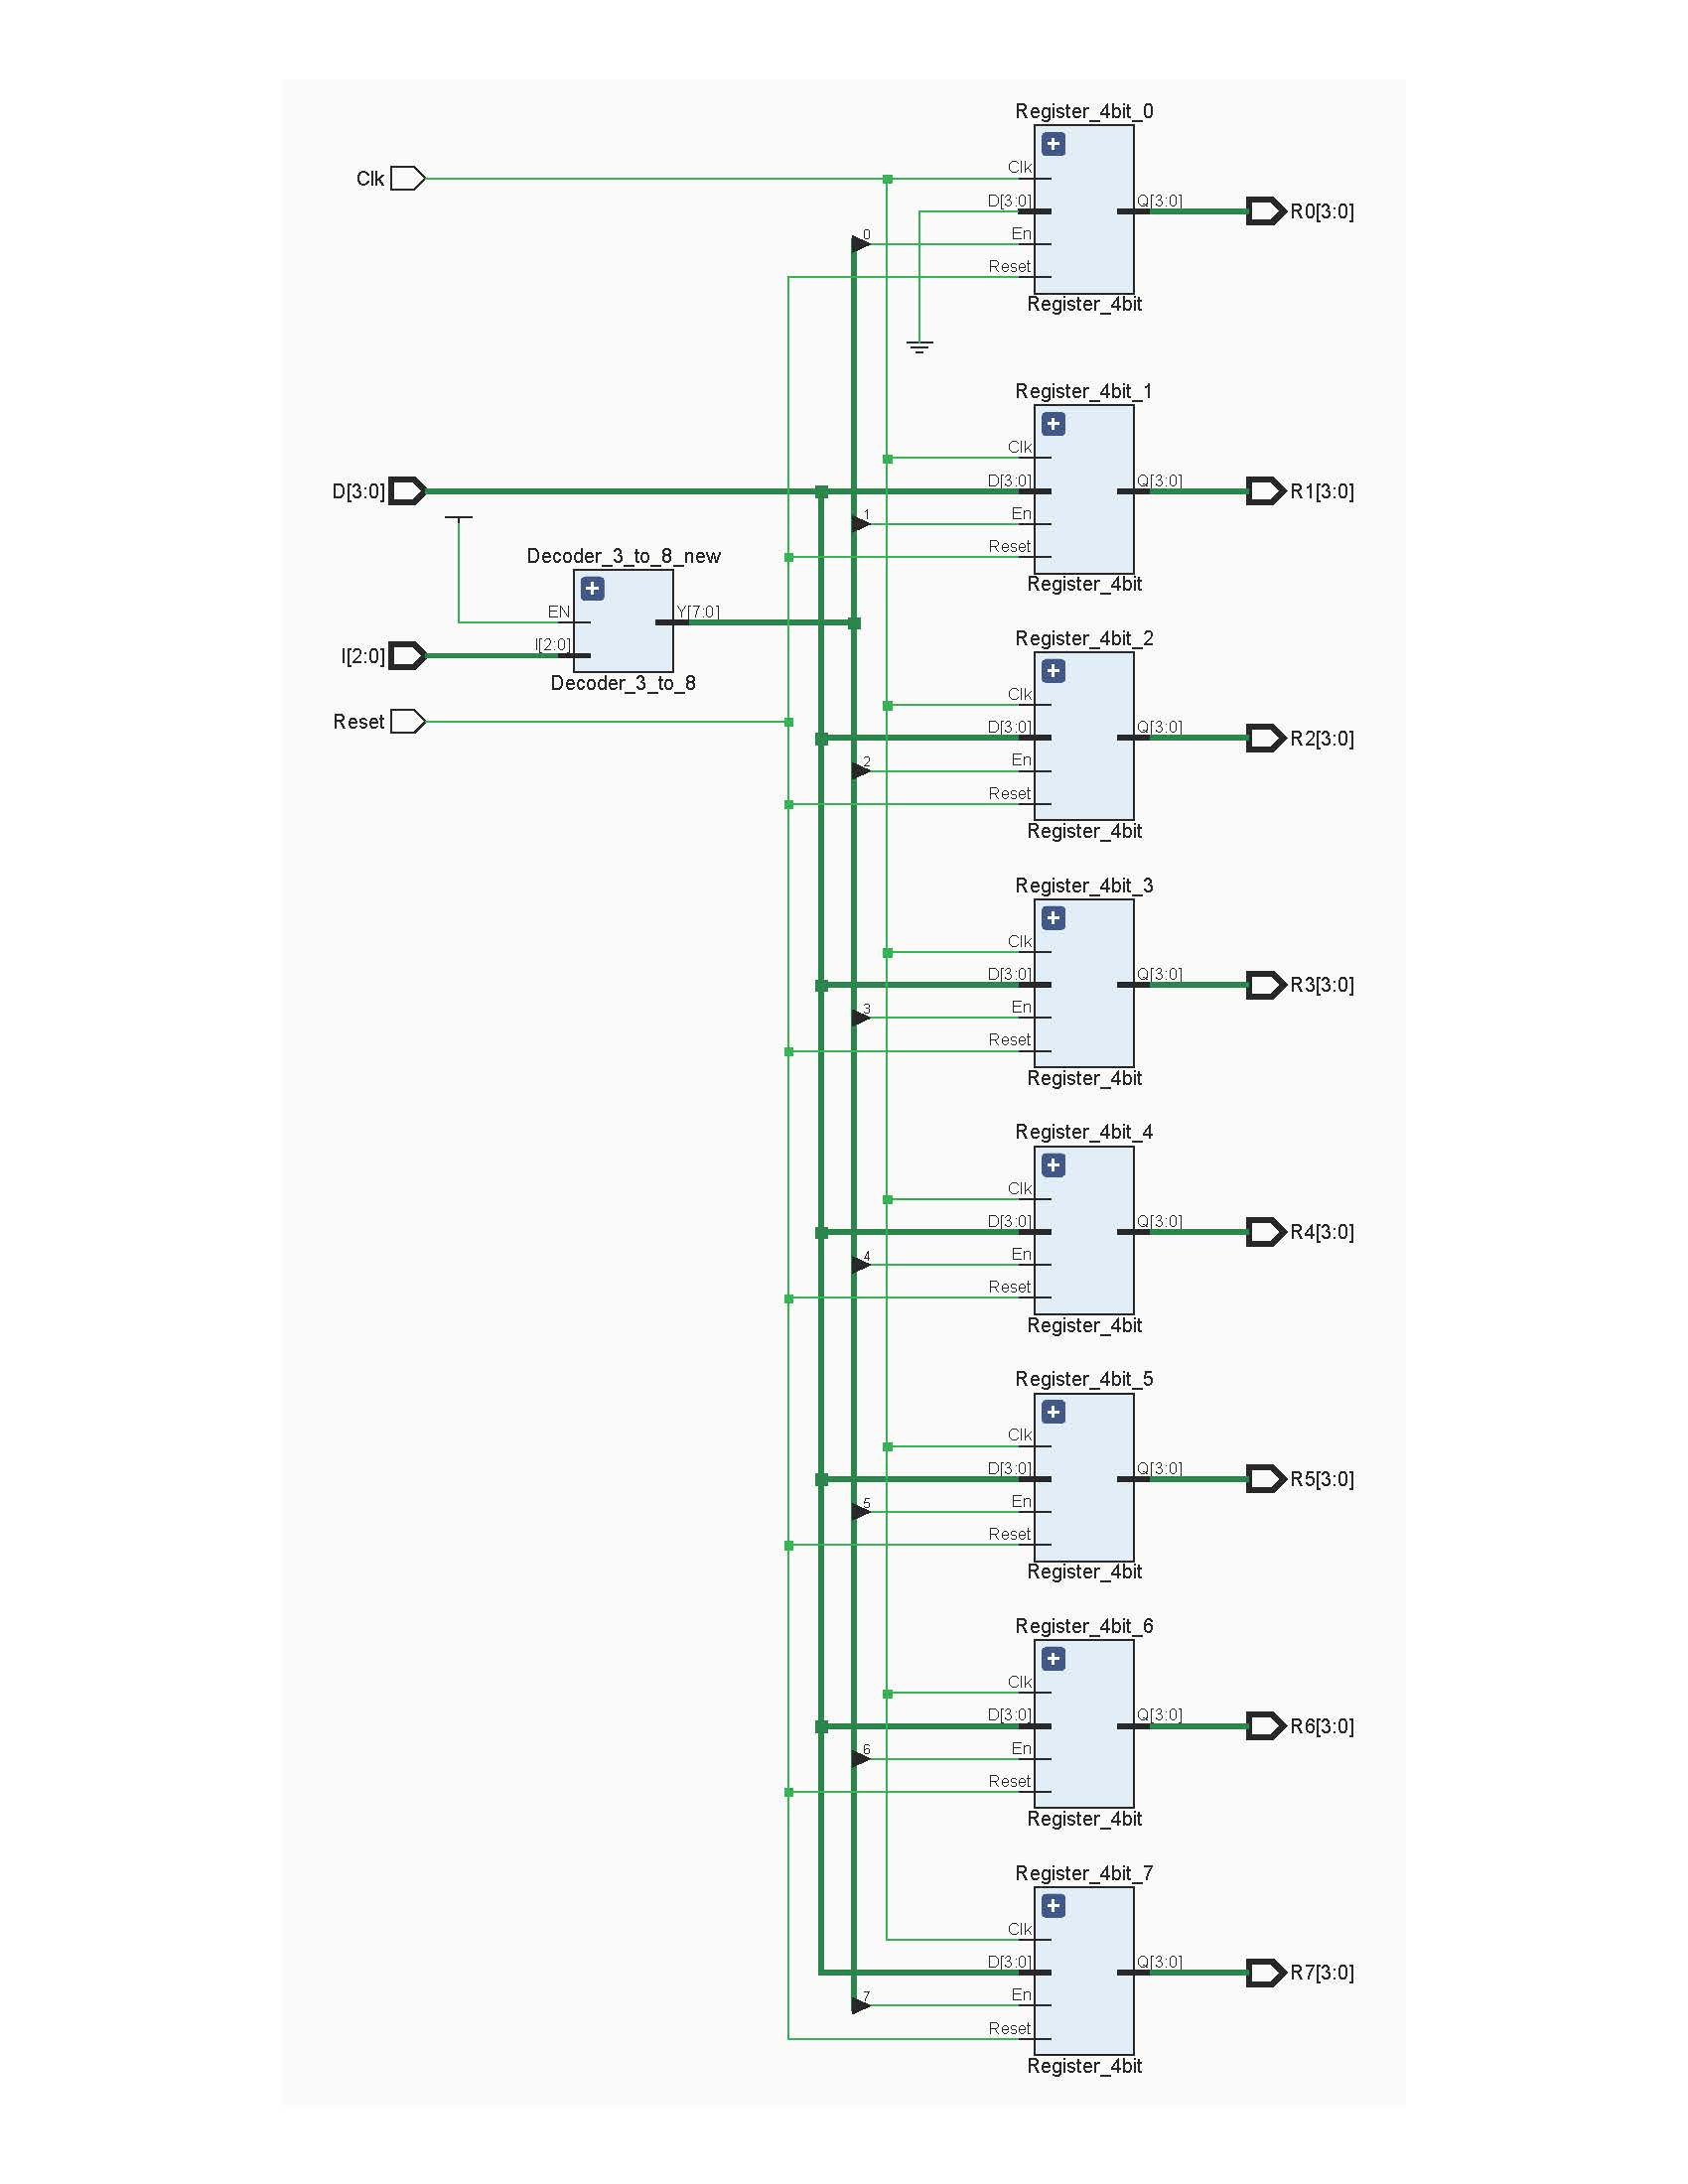 Register_4bit_0
Clk
Clk
D[3:0]
Q[3:0]
R0[3:0]
0
En
Reset
Register_4bit
Register_4bit_1
Clk
D[3:0]
D[3:0]
Q[3:0]
R1[3:0]
1
En
Reset
Register_4bit
Decoder_3_to_8_new
EN
Y[7:0]
I[2:0]
I[2:0]
Decoder_3_to_8
Reset
Register_4bit_2
Clk
D[3:0]
Q[3:0]
R2[3:0]
2
En
Reset
Register_4bit
Register_4bit_3
Clk
D[3:0]
Q[3:0]
R3[3:0]
3
En
Reset
Register_4bit
Register_4bit_4
Clk
D[3:0]
Q[3:0]
R4[3:0]
4
En
Reset
Register_4bit
Register_4bit_5
Clk
D[3:0]
Q[3:0]
R5[3:0]
5
En
Reset
Register_4bit
Register_4bit_6
Clk
D[3:0]
Q[3:0]
R6[3:0]
6
En
Reset
Register_4bit
Register_4bit_7
Clk
D[3:0]
Q[3:0]
R7[3:0]
7
En
Reset
Register_4bit